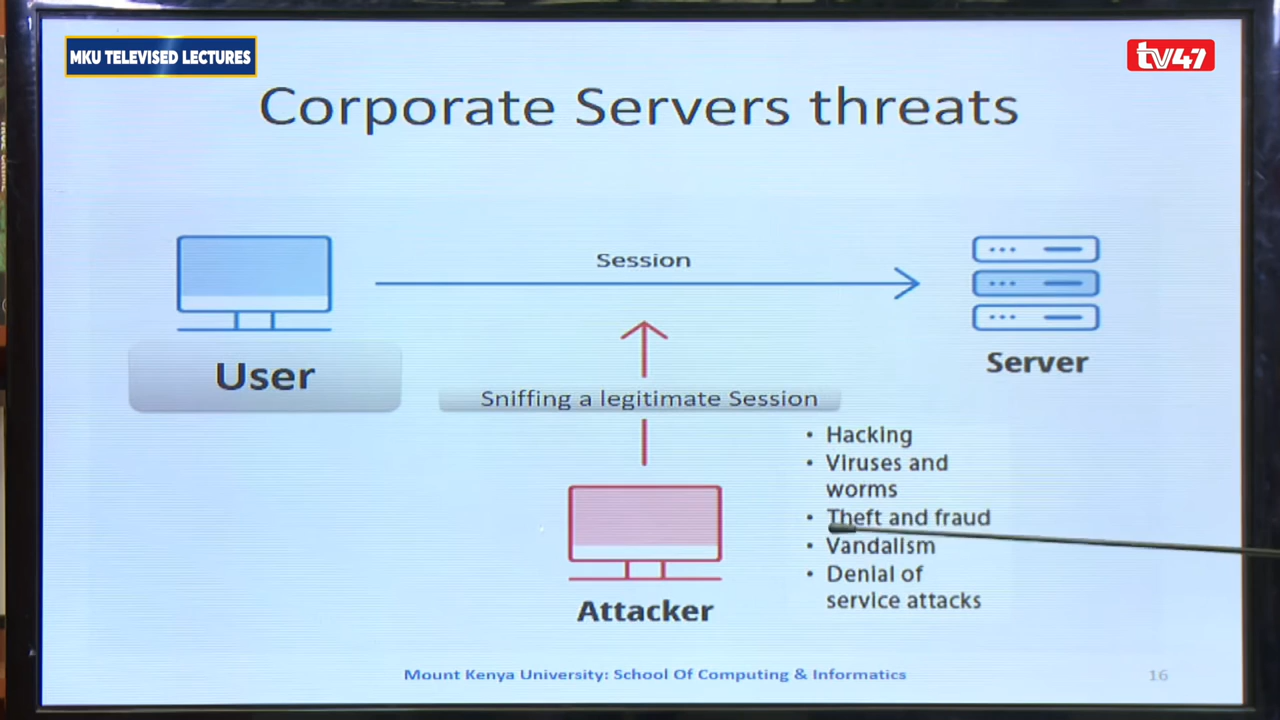 MKU TELEVISED LECTURES
tv47
Corporate Servers threats
Session
User
Server
Sniffing a legitimate Session
• Hacking
• Viruses and
worms
• Theft and fraud
• Vandalism
• Denial of
service attacks
Attacker
Mount Kenya University: School Of Computing & Informatics
16